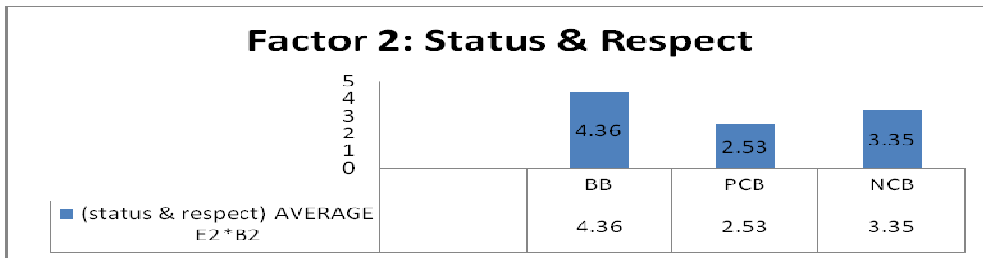 Factor 2: Status & Respect
5
4
3
2
1
0
4.36
2.53
3.35
BB PCB NCB
(status & respect) AVERAGE
E2*B2
4.36 2.53 3.35